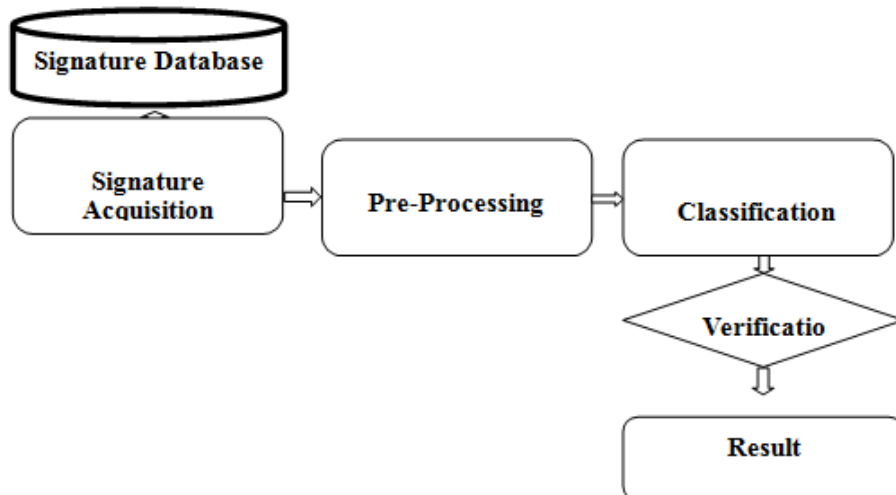 Signature Database
Signature
Acquisition
Pre-Processing
Classification
Verificatio
Result